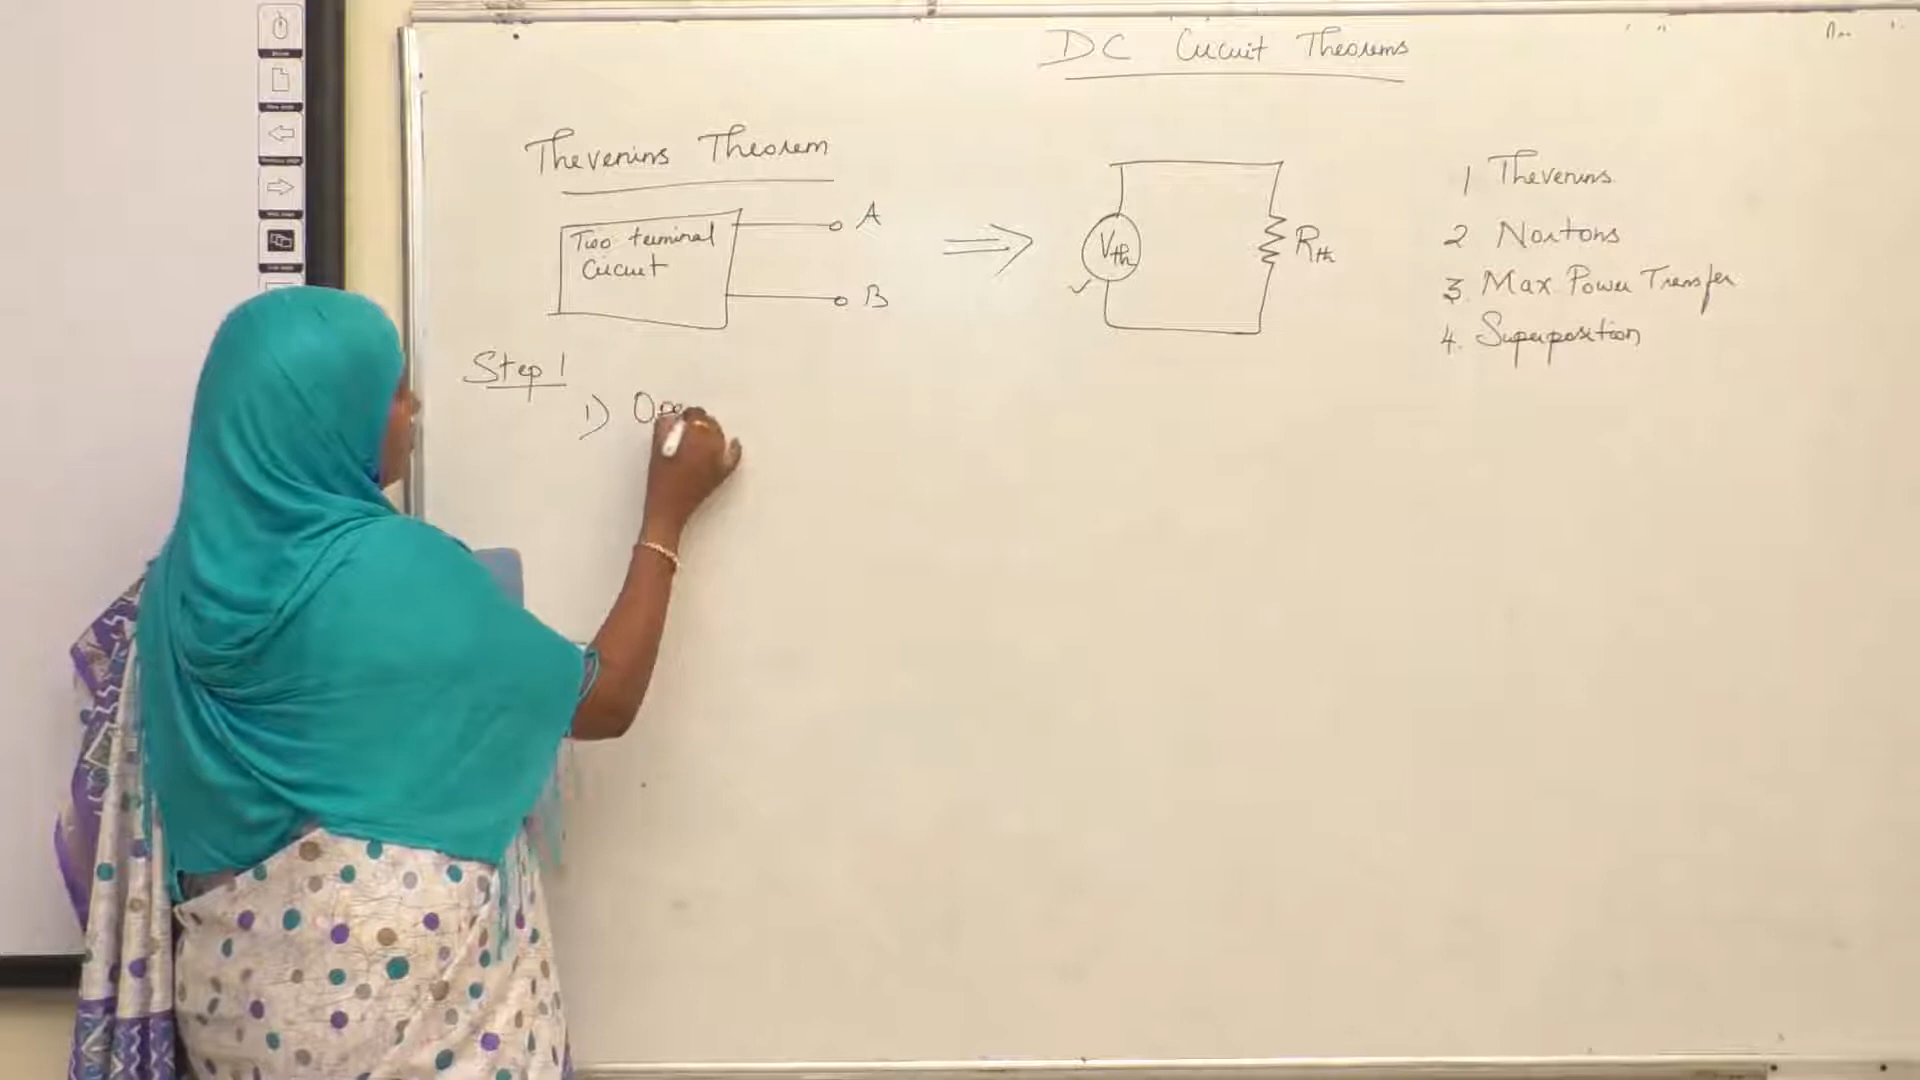 DC Circuit Theorems
Thevenins Theorem
Two terminal
Circuit
A
B
Vth
Rth
1 Thevenins
2 Nortons
3. Max Power Transfer
4. Superposition
Step 1
1) Ope